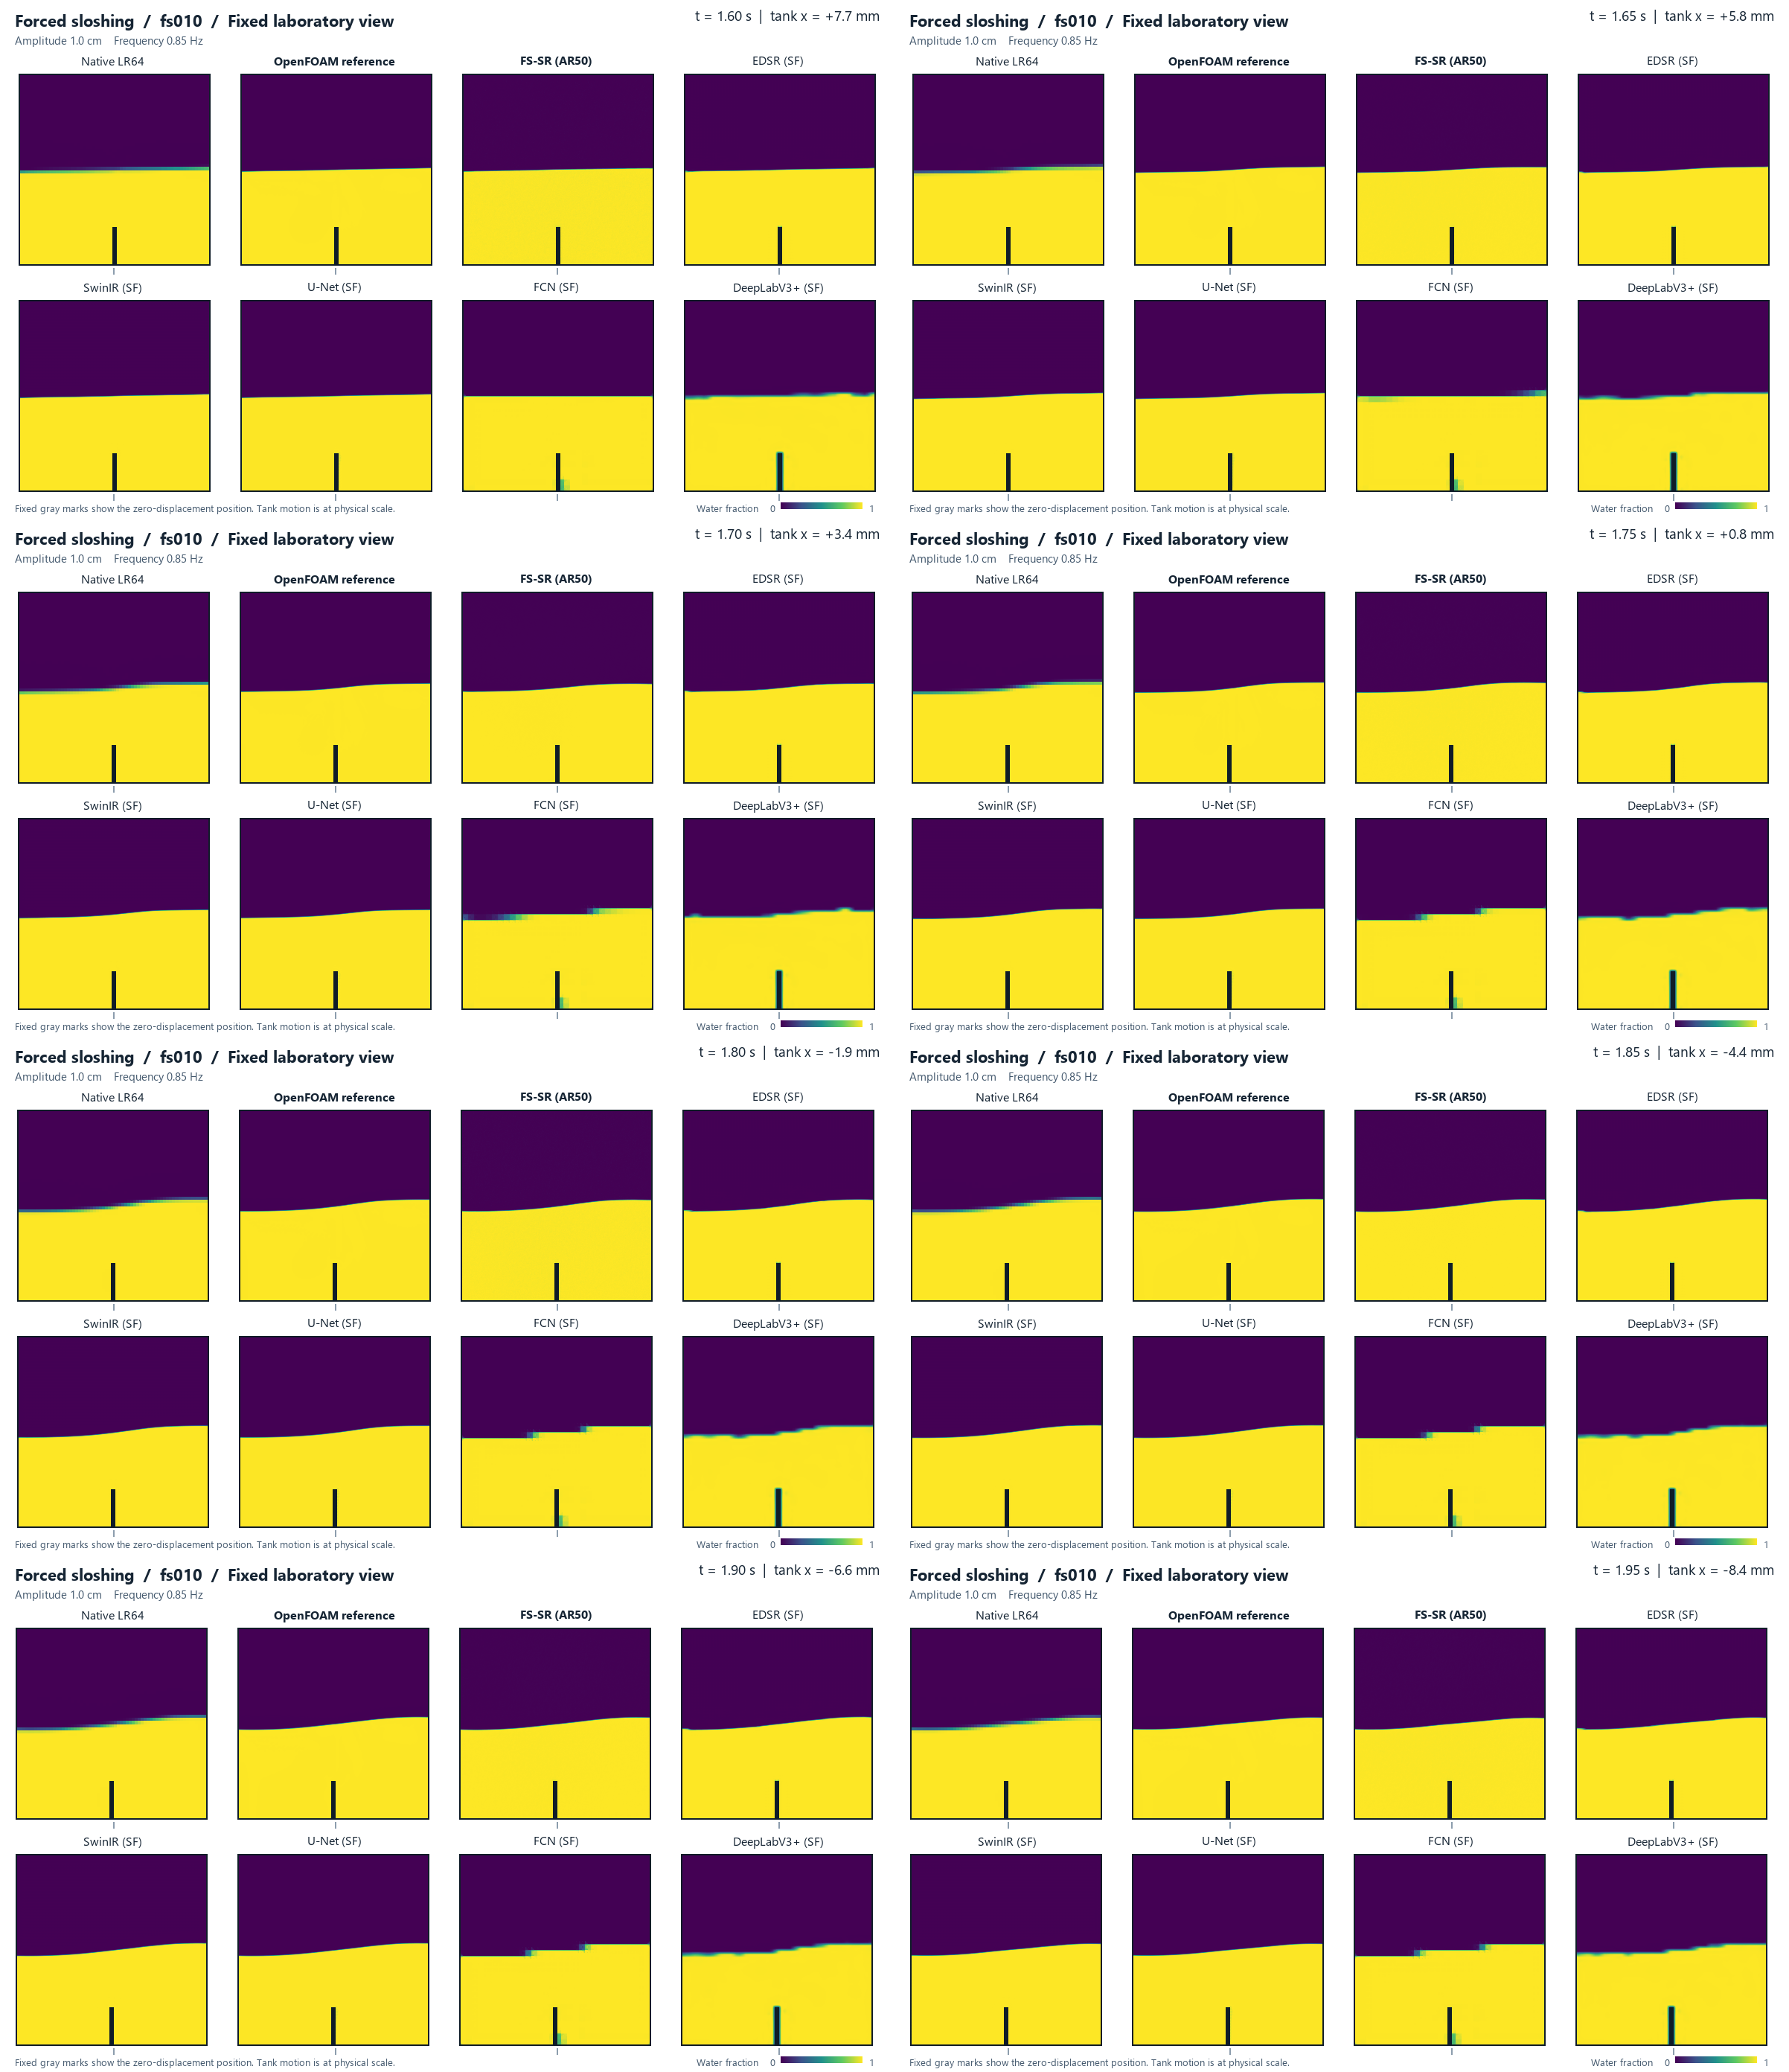 Forced sloshing / fs010 / Fixed laboratory view
t = 1.60 s | tank x = +7.7 mm
Amplitude 1.0 cm Frequency 0.85 Hz
Native LR64
OpenFOAM reference
FS-SR (AR50)
EDSR (SF)
SwinIR (SF)
U-Net (SF)
FCN (SF)
DeepLabV3+ (SF)
Fixed gray marks show the zero-displacement position. Tank motion is at physical scale.
Water fraction 0 1
Forced sloshing / fs010 / Fixed laboratory view
t = 1.65 s | tank x = +5.8 mm
Amplitude 1.0 cm Frequency 0.85 Hz
Native LR64
OpenFOAM reference
FS-SR (AR50)
EDSR (SF)
SwinIR (SF)
U-Net (SF)
FCN (SF)
DeepLabV3+ (SF)
Fixed gray marks show the zero-displacement position. Tank motion is at physical scale.
Water fraction 0 1
Forced sloshing / fs010 / Fixed laboratory view
t = 1.70 s | tank x = +3.4 mm
Amplitude 1.0 cm Frequency 0.85 Hz
Native LR64
OpenFOAM reference
FS-SR (AR50)
EDSR (SF)
SwinIR (SF)
U-Net (SF)
FCN (SF)
DeepLabV3+ (SF)
Fixed gray marks show the zero-displacement position. Tank motion is at physical scale.
Water fraction 0 1
Forced sloshing / fs010 / Fixed laboratory view
t = 1.75 s | tank x = +0.8 mm
Amplitude 1.0 cm Frequency 0.85 Hz
Native LR64
OpenFOAM reference
FS-SR (AR50)
EDSR (SF)
SwinIR (SF)
U-Net (SF)
FCN (SF)
DeepLabV3+ (SF)
Fixed gray marks show the zero-displacement position. Tank motion is at physical scale.
Water fraction 0 1
Forced sloshing / fs010 / Fixed laboratory view
t = 1.80 s | tank x = -1.9 mm
Amplitude 1.0 cm Frequency 0.85 Hz
Native LR64
OpenFOAM reference
FS-SR (AR50)
EDSR (SF)
SwinIR (SF)
U-Net (SF)
FCN (SF)
DeepLabV3+ (SF)
Fixed gray marks show the zero-displacement position. Tank motion is at physical scale.
Water fraction 0 1
Forced sloshing / fs010 / Fixed laboratory view
t = 1.85 s | tank x = -4.4 mm
Amplitude 1.0 cm Frequency 0.85 Hz
Native LR64
OpenFOAM reference
FS-SR (AR50)
EDSR (SF)
SwinIR (SF)
U-Net (SF)
FCN (SF)
DeepLabV3+ (SF)
Fixed gray marks show the zero-displacement position. Tank motion is at physical scale.
Water fraction 0 1
Forced sloshing / fs010 / Fixed laboratory view
t = 1.90 s | tank x = -6.6 mm
Amplitude 1.0 cm Frequency 0.85 Hz
Native LR64
OpenFOAM reference
FS-SR (AR50)
EDSR (SF)
SwinIR (SF)
U-Net (SF)
FCN (SF)
DeepLabV3+ (SF)
Fixed gray marks show the zero-displacement position. Tank motion is at physical scale.
Water fraction 0 1
Forced sloshing / fs010 / Fixed laboratory view
t = 1.95 s | tank x = -8.4 mm
Amplitude 1.0 cm Frequency 0.85 Hz
Native LR64
OpenFOAM reference
FS-SR (AR50)
EDSR (SF)
SwinIR (SF)
U-Net (SF)
FCN (SF)
DeepLabV3+ (SF)
Fixed gray marks show the zero-displacement position. Tank motion is at physical scale.
Water fraction 0 1